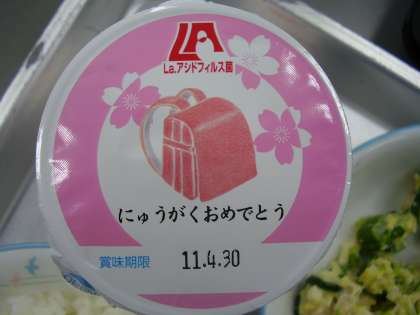 LA
La.アシドフィルス菌
にゅうがくおめでとう
賞味期限 11.4.30